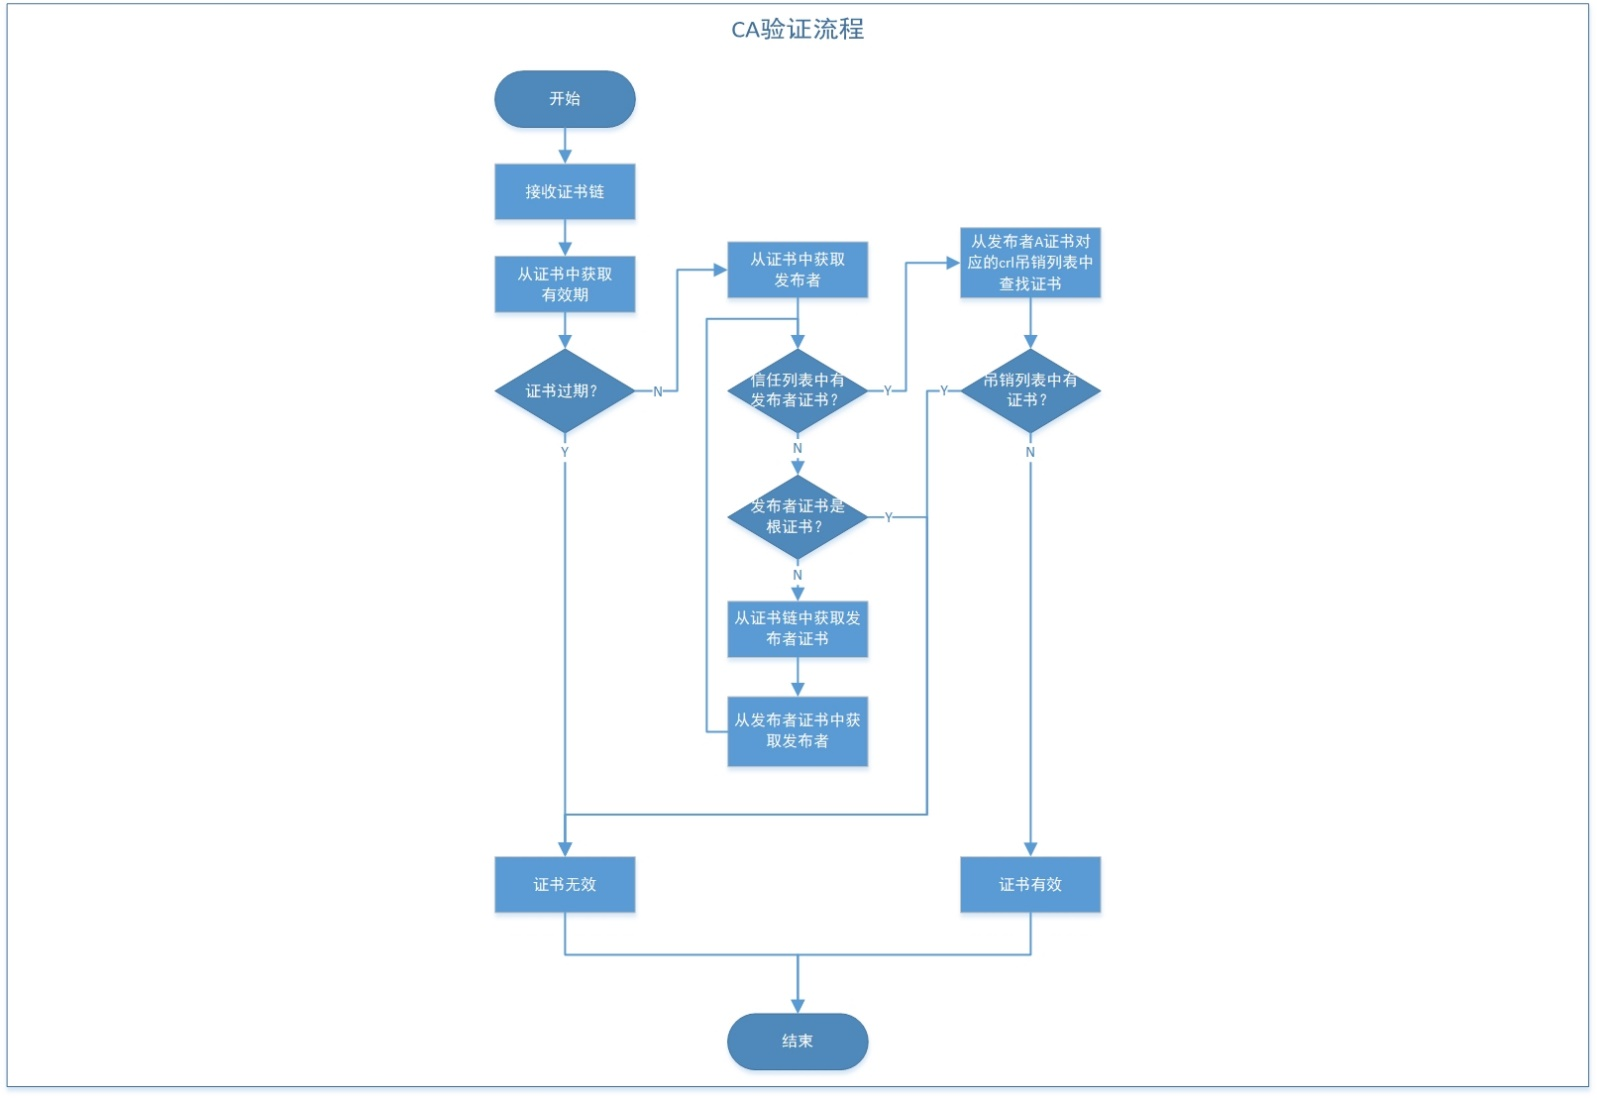 CA验证流程
开始
接收证书链
从证书中获取
有效期
证书过期？
N
Y
从证书中获取
发布者
信任列表中有
发布者证书？
Y
N
发布者证书是
根证书？
Y
N
从证书链中获取发
布者证书
从发布者证书中获
取发布者
从发布者A证书对
应的crl吊销列表中
查找证书
吊销列表中有
证书？
Y
N
证书无效
证书有效
结束